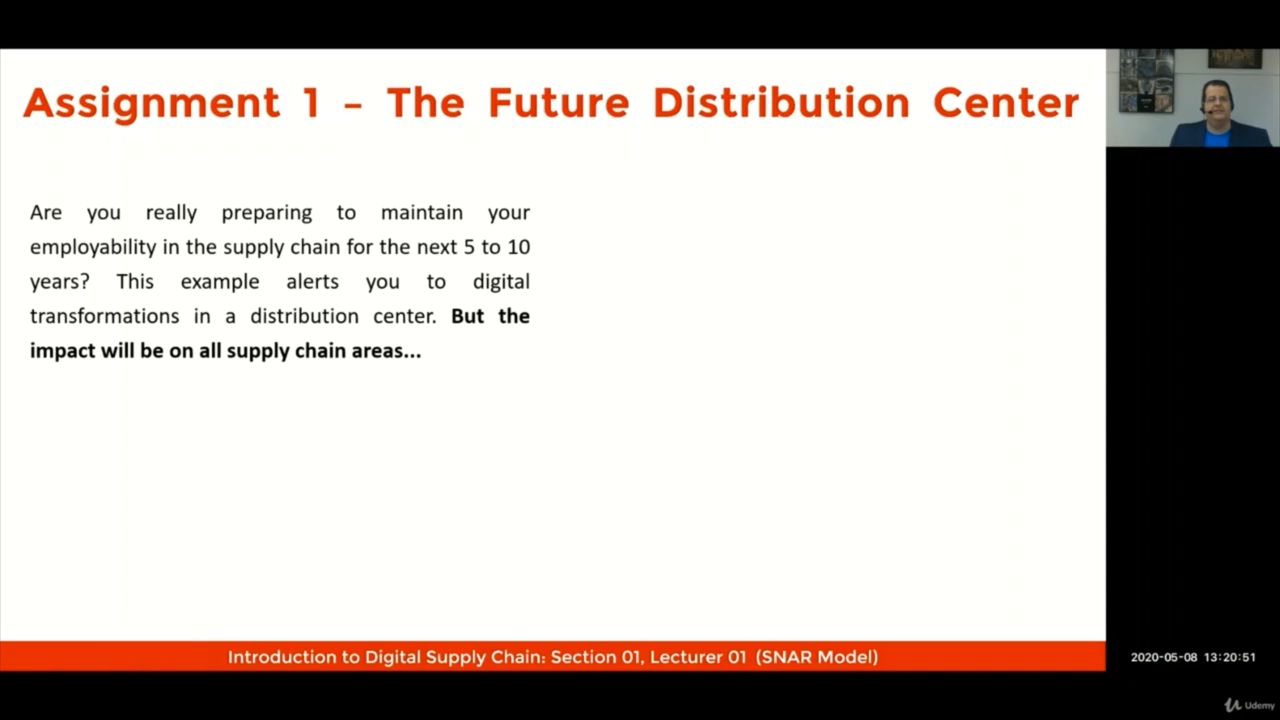 Assignment 1 – The Future Distribution Center
Are you really preparing to maintain your
employability in the supply chain for the next 5 to 10
years? This example alerts you to digital
transformations in a distribution center. But the
impact will be on all supply chain areas...
Introduction to Digital Supply Chain: Section 01, Lecturer 01 (SNAR Model)
2020-05-08 13:20:51
Udemy